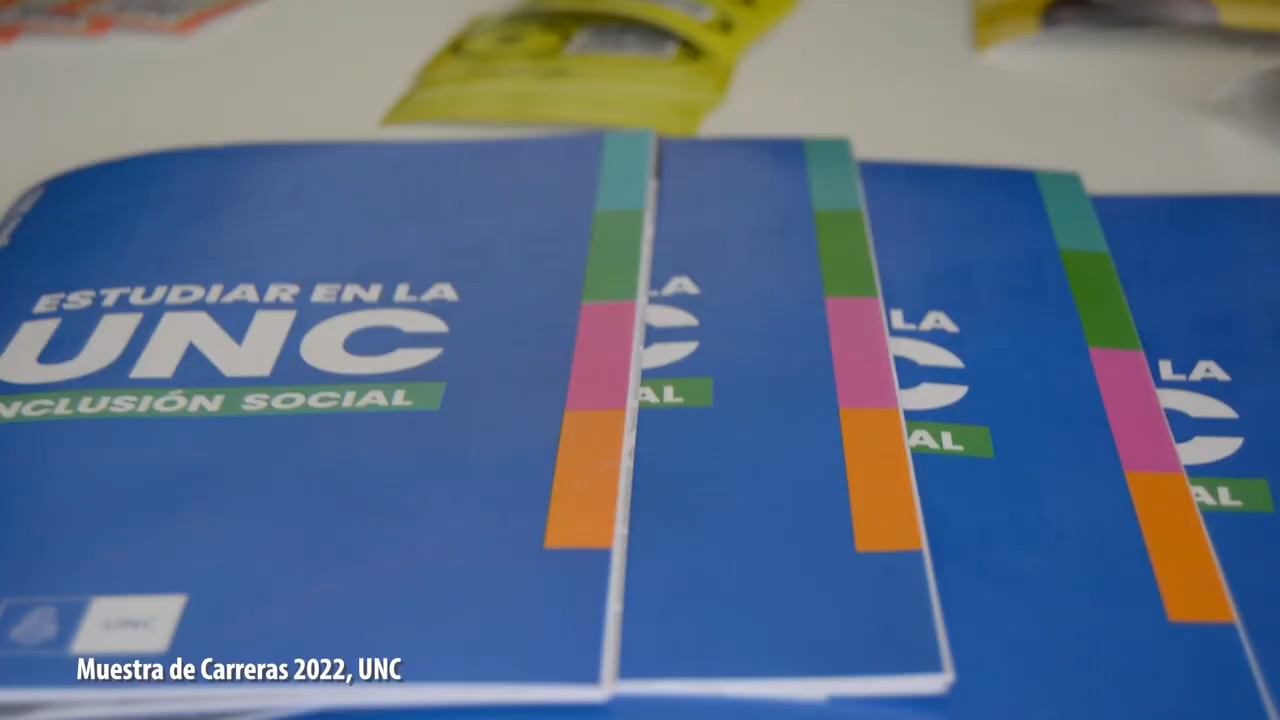 ESTUDIAR EN LA
UNC
NCLUSIÓN SOCIAL
LA
C
AL
LA
C
AL
LA
C
AL
UNC
Muestra de Carreras 2022, UNC